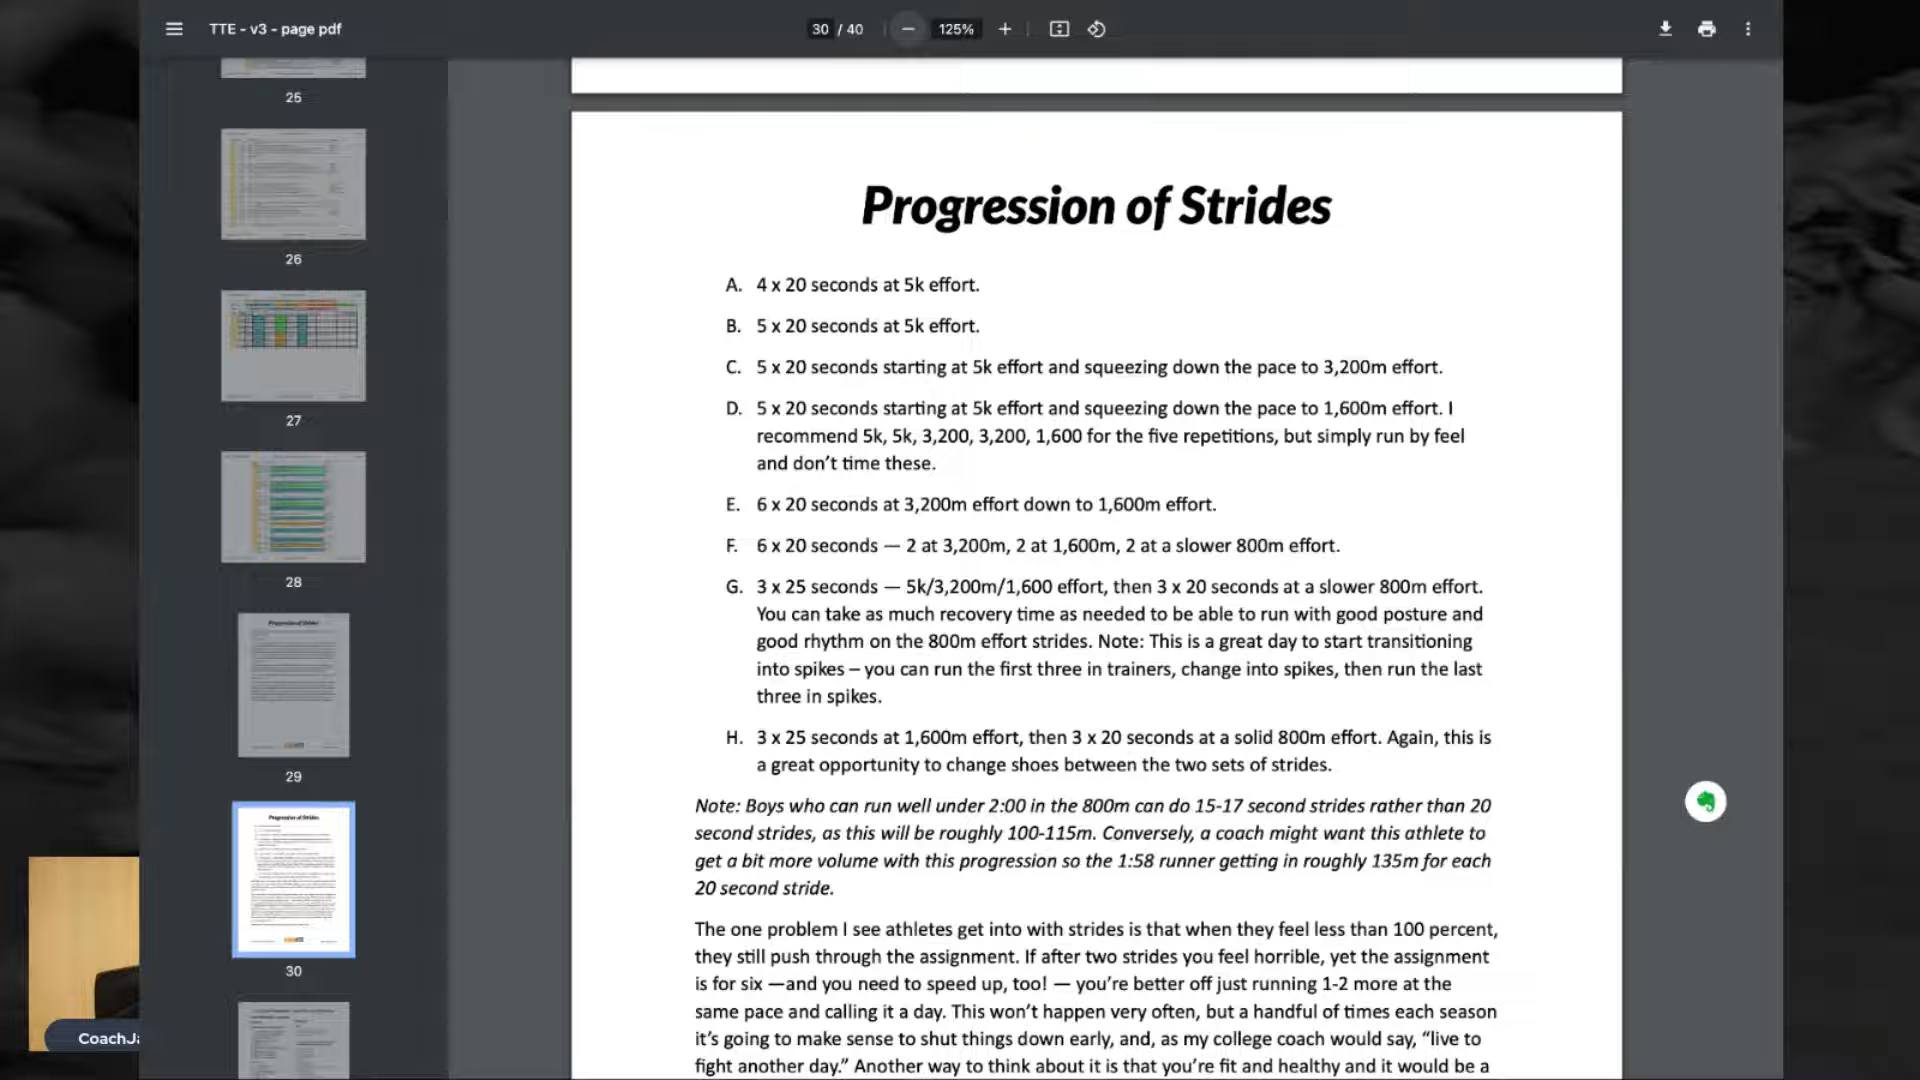 TTE - v3 - page pdf
30 / 40
125%
25
26
27
28
29
30
Progression of Strides
A. 4 x 20 seconds at 5k effort.
B. 5 x 20 seconds at 5k effort.
C. 5 x 20 seconds starting at 5k effort and squeezing down the pace to 3,200m effort.
D. 5 x 20 seconds starting at 5k effort and squeezing down the pace to 1,600m effort. I
recommend 5k, 5k, 3,200, 3,200, 1,600 for the five repetitions, but simply run by feel
and don't time these.
E. 6 x 20 seconds at 3,200m effort down to 1,600m effort.
F. 6 x 20 seconds — 2 at 3,200m, 2 at 1,600m, 2 at a slower 800m effort.
G. 3 x 25 seconds — 5k/3,200m/1,600 effort, then 3 x 20 seconds at a slower 800m effort.
You can take as much recovery time as needed to be able to run with good posture and
good rhythm on the 800m effort strides. Note: This is a great day to start transitioning
into spikes – you can run the first three in trainers, change into spikes, then run the last
three in spikes.
H. 3 x 25 seconds at 1,600m effort, then 3 x 20 seconds at a solid 800m effort. Again, this is
a great opportunity to change shoes between the two sets of strides.
Note: Boys who can run well under 2:00 in the 800m can do 15-17 second strides rather than 20
second strides, as this will be roughly 100-115m. Conversely, a coach might want this athlete to
get a bit more volume with this progression so the 1:58 runner getting in roughly 135m for each
20 second stride.
The one problem I see athletes get into with strides is that when they feel less than 100 percent,
they still push through the assignment. If after two strides you feel horrible, yet the assignment
is for six —and you need to speed up, too! — you're better off just running 1-2 more at the
same pace and calling it a day. This won't happen very often, but a handful of times each season
it's going to make sense to shut things down early, and, as my college coach would say, "live to
fight another day." Another way to think about it is that you're fit and healthy and it would be a
Progression of Strides
Progression of Strides
CoachJa